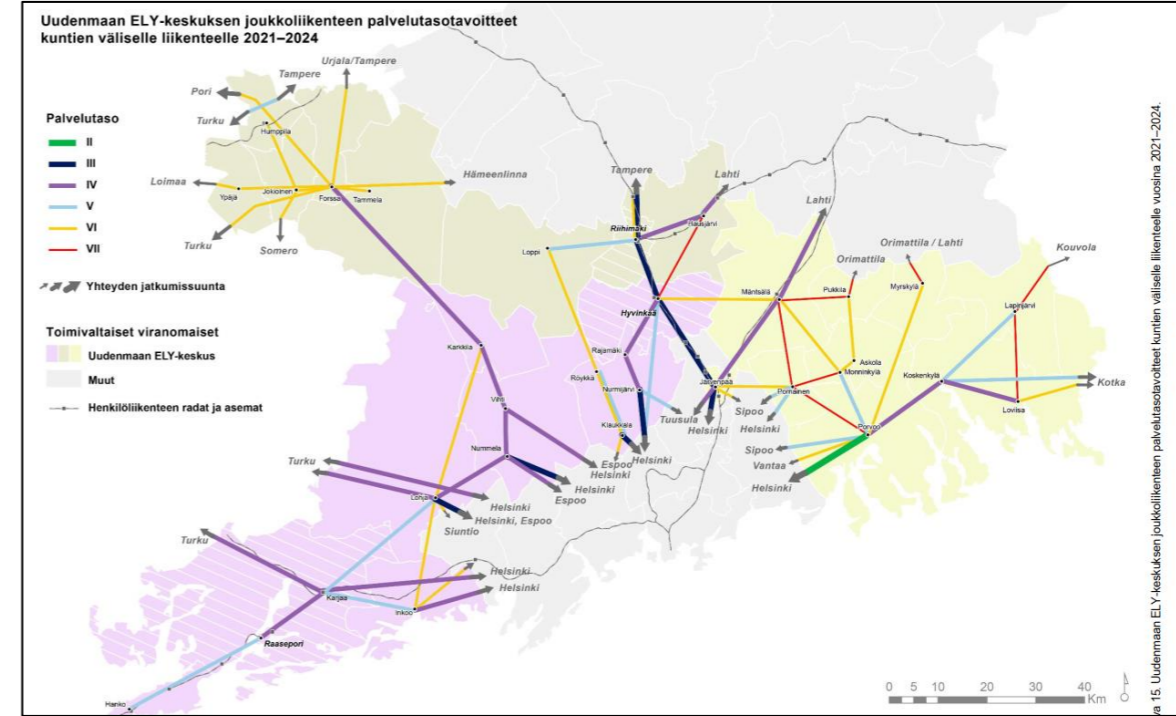 Uudenmaan ELY-keskuksen joukkoliikenteen palvelutasotavoitteet
kuntien väliselle liikenteelle 2021–2024
Palvelutaso
II
III
IV
V
VI
VII
Yhteyden jatkumissuunta
Toimivaltaiset viranomaiset
Uudenmaan ELY-keskus
Muut
Henkilöliikenteen radat ja asemat
Urjala/Tampere
Tampere
Pori
Turku
Humppila
Loimaa
Ypäjä
Jokioinen
Forssa
Tammela
Hämeenlinna
Turku
Somero
Tampere
Lahti
Riihimäki
Hausjärvi
Loppi
Lahti
Orimattila
Orimattila / Lahti
Kouvola
Hyvinkää
Mäntsälä
Pukkila
Myrskylä
Lapinjärvi
Karkkila
Rajamäki
Röykkä
Nurmijärvi
Järvenpää
Askola
Monninkylä
Pornainen
Koskenkylä
Kotka
Loviisa
Vihti
Klaukkala
Tuusula
Helsinki
Sipoo
Helsinki
Porvoo
Nummela
Espoo
Helsinki
Helsinki
Sipoo
Vantaa
Helsinki
Turku
Helsinki
Espoo
Lohja
Helsinki
Helsinki, Espoo
Siuntio
Turku
Helsinki
Helsinki
Karjaa
Inkoo
Raasepori
Hanko
0 5 10 20 30 40
Km
va 15. Uudenmaan ELY-keskuksen joukkoliikenteen palvelutasotavoitteet kuntien väliselle liikenteelle vuosina 2021–2024.